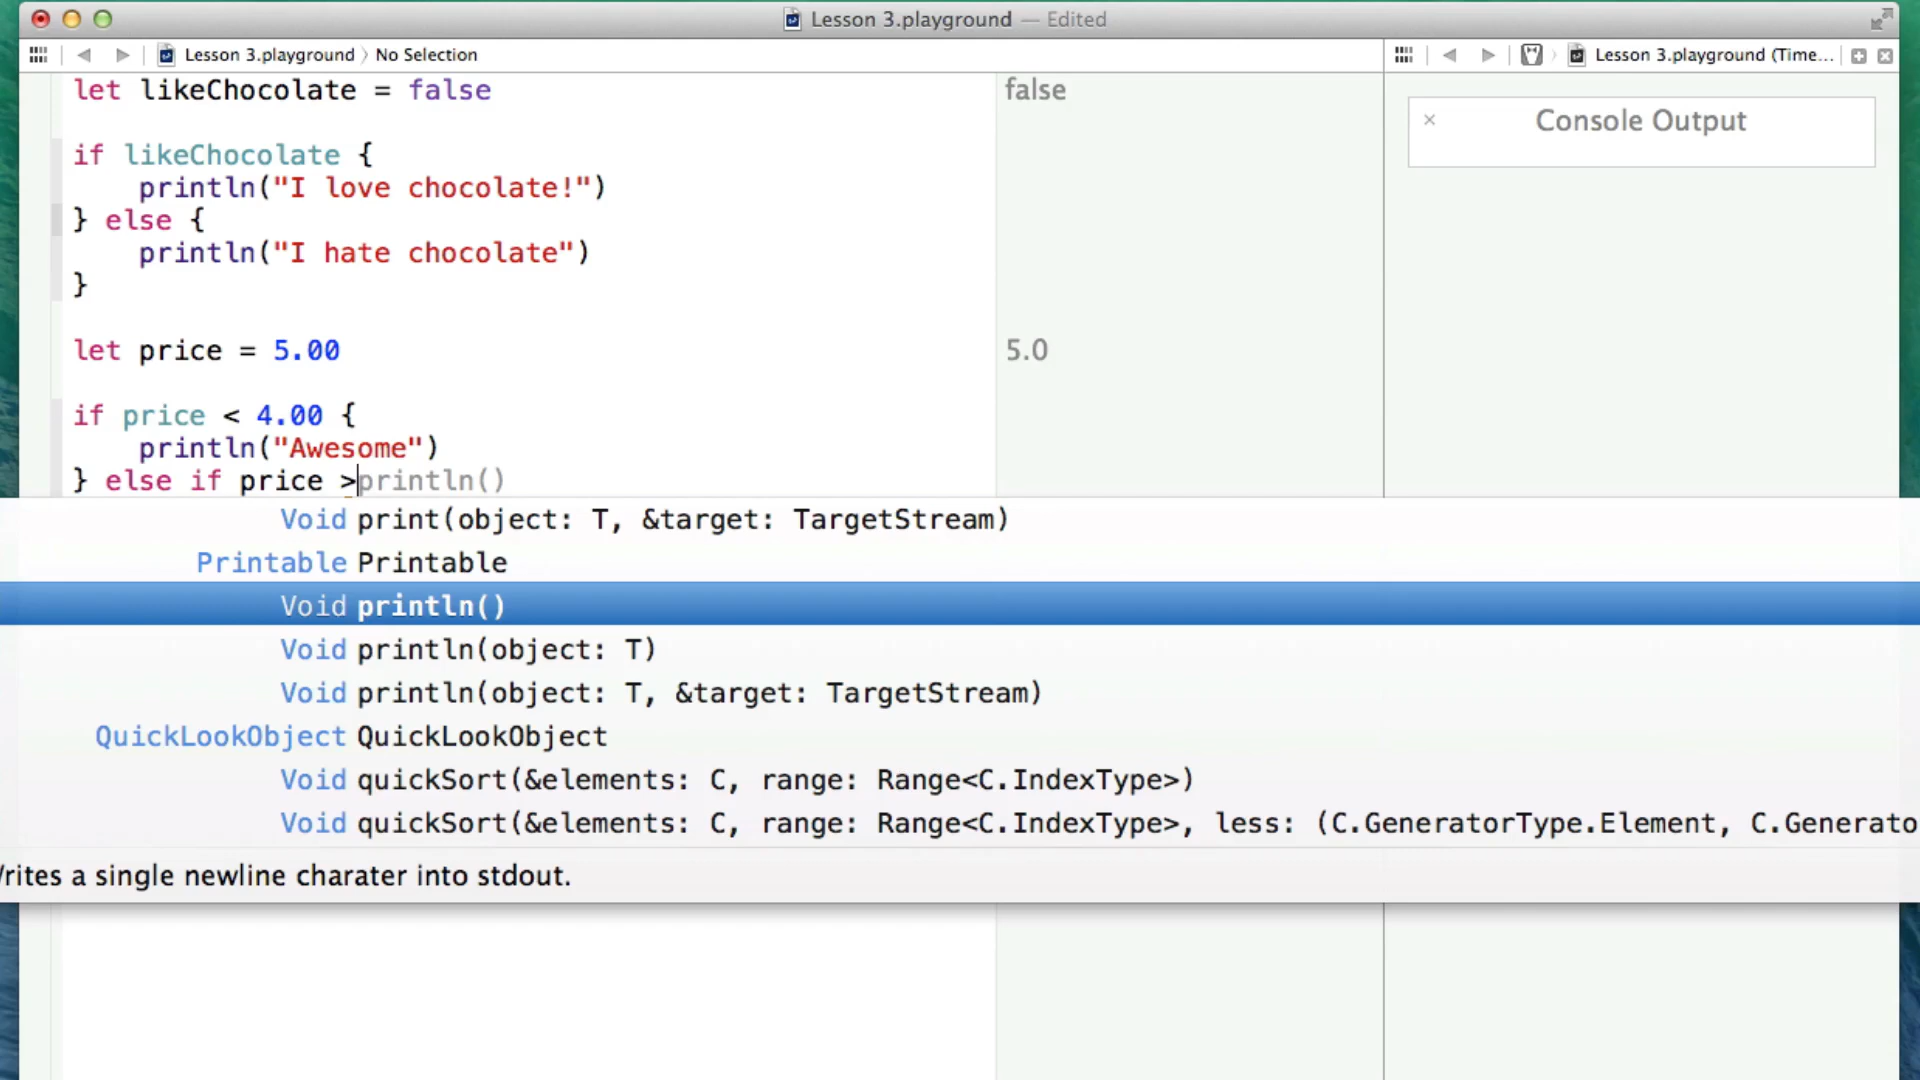 Lesson 3.playground — Edited
Lesson 3.playground 〉 No Selection
Lesson 3.playground (Time...
let likeChocolate = false
false
Console Output
if likeChocolate {
println("I love chocolate!")
} else {
println("I hate chocolate")
}
let price = 5.00
5.0
if price < 4.00 {
println("Awesome")
} else if price >println()
Void print(object: T, &target: TargetStream)
Printable Printable
Void println()
Void println(object: T)
Void println(object: T, &target: TargetStream)
QuickLookObject QuickLookObject
Void quickSort(&elements: C, range: Range<C.IndexType>)
Void quickSort(&elements: C, range: Range<C.IndexType>, less: (C.GeneratorType.Element, C.Generato
rites a single newline charater into stdout.